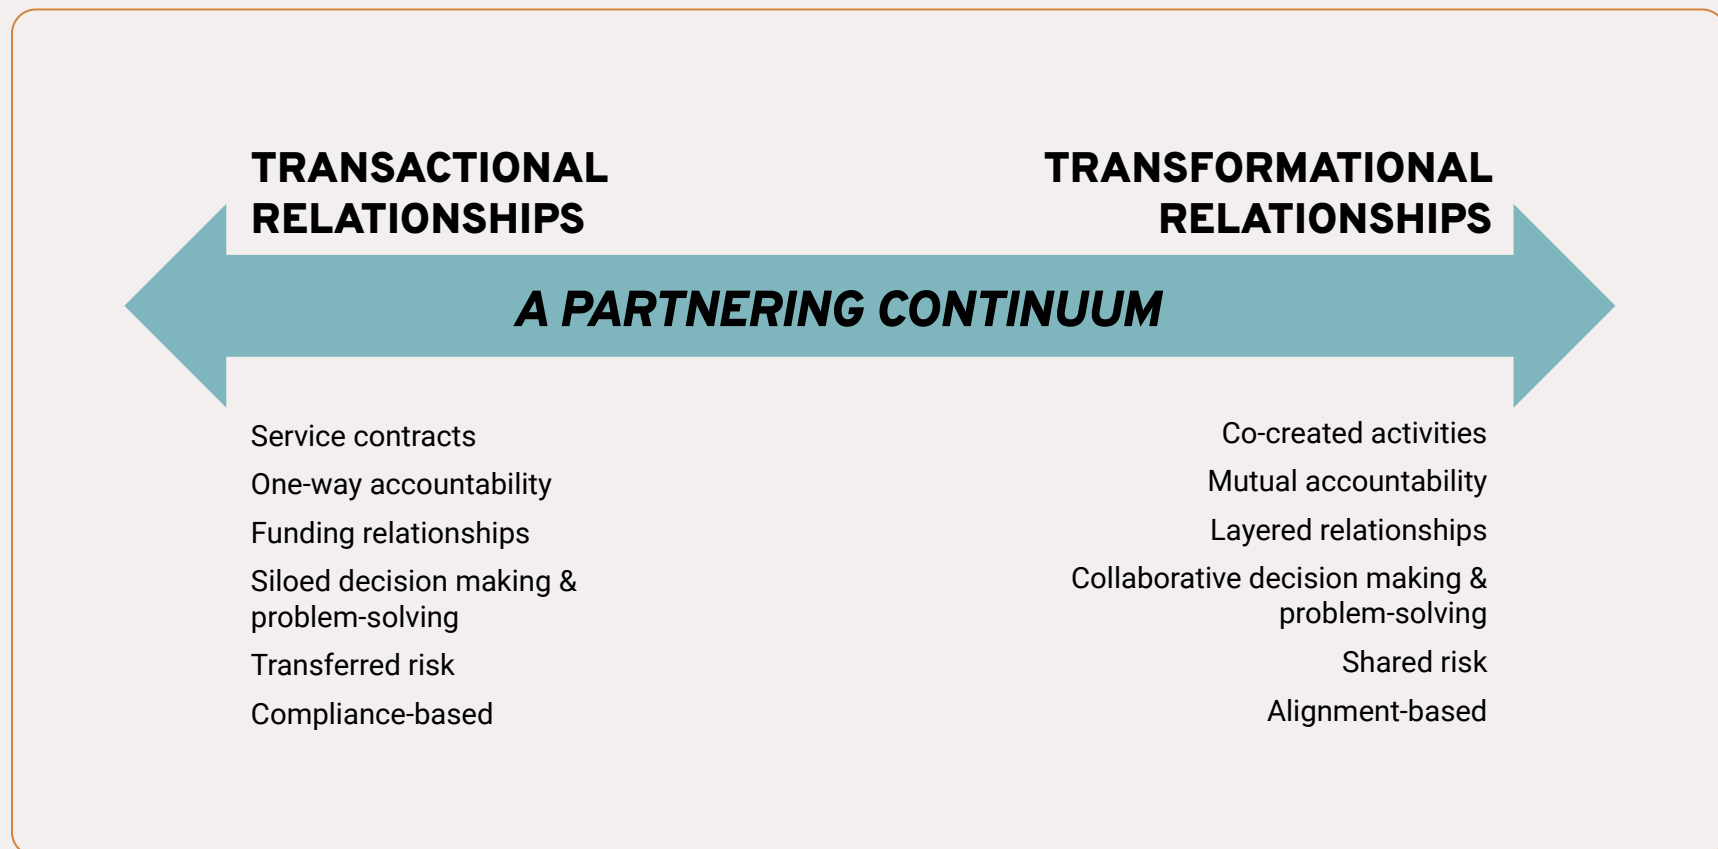 TRANSACTIONAL
RELATIONSHIPS
TRANSFORMATIONAL
RELATIONSHIPS
A PARTNERING CONTINUUM
Service contracts
One-way accountability
Funding relationships
Siloed decision making &
problem-solving
Transferred risk
Compliance-based
Co-created activities
Mutual accountability
Layered relationships
Collaborative decision making &
problem-solving
Shared risk
Alignment-based